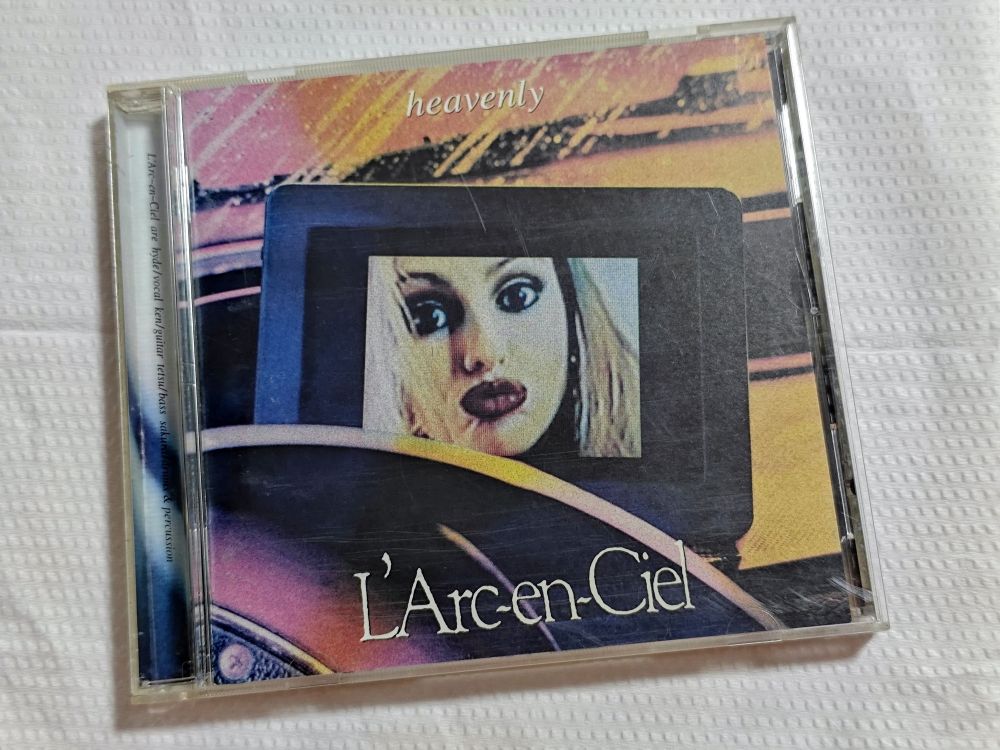 heavenly
L'Arc-en-Ciel are hyde/vocal ken/guitar tetsu/bass sakura/drums & percussion
L'Arc-en-Ciel